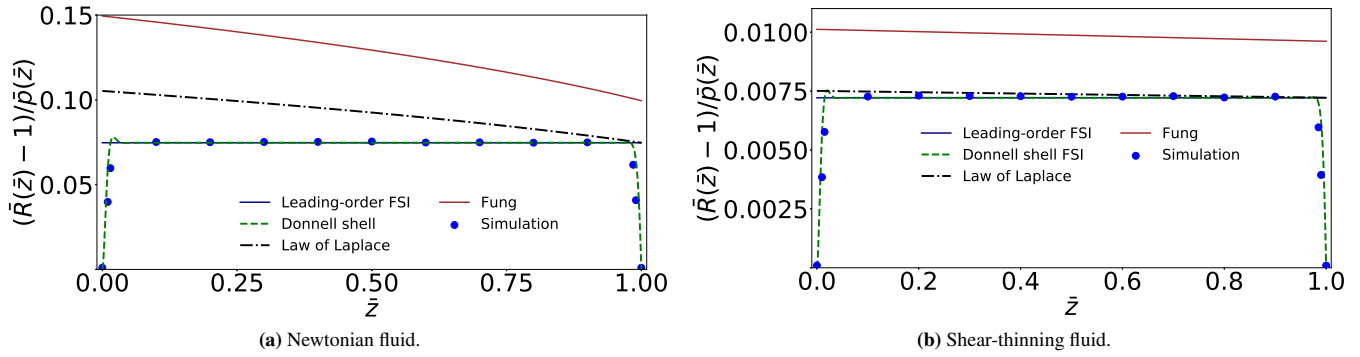 0.15
0.10
0.05
(R̄(z̄) − 1)/p̄(z̄)
Leading-order FSI
Donnell shell
Law of Laplace
Fung
Simulation
0.00 0.25 0.50 0.75 1.00
z̄
(a) Newtonian fluid.
0.0100
0.0075
0.0050
0.0025
(R̄(z̄) − 1)/p̄(z̄)
Leading-order FSI
Donnell shell FSI
Law of Laplace
Fung
Simulation
0.0 0.2 0.4 0.6 0.8 1.0
z̄
(b) Shear-thinning fluid.